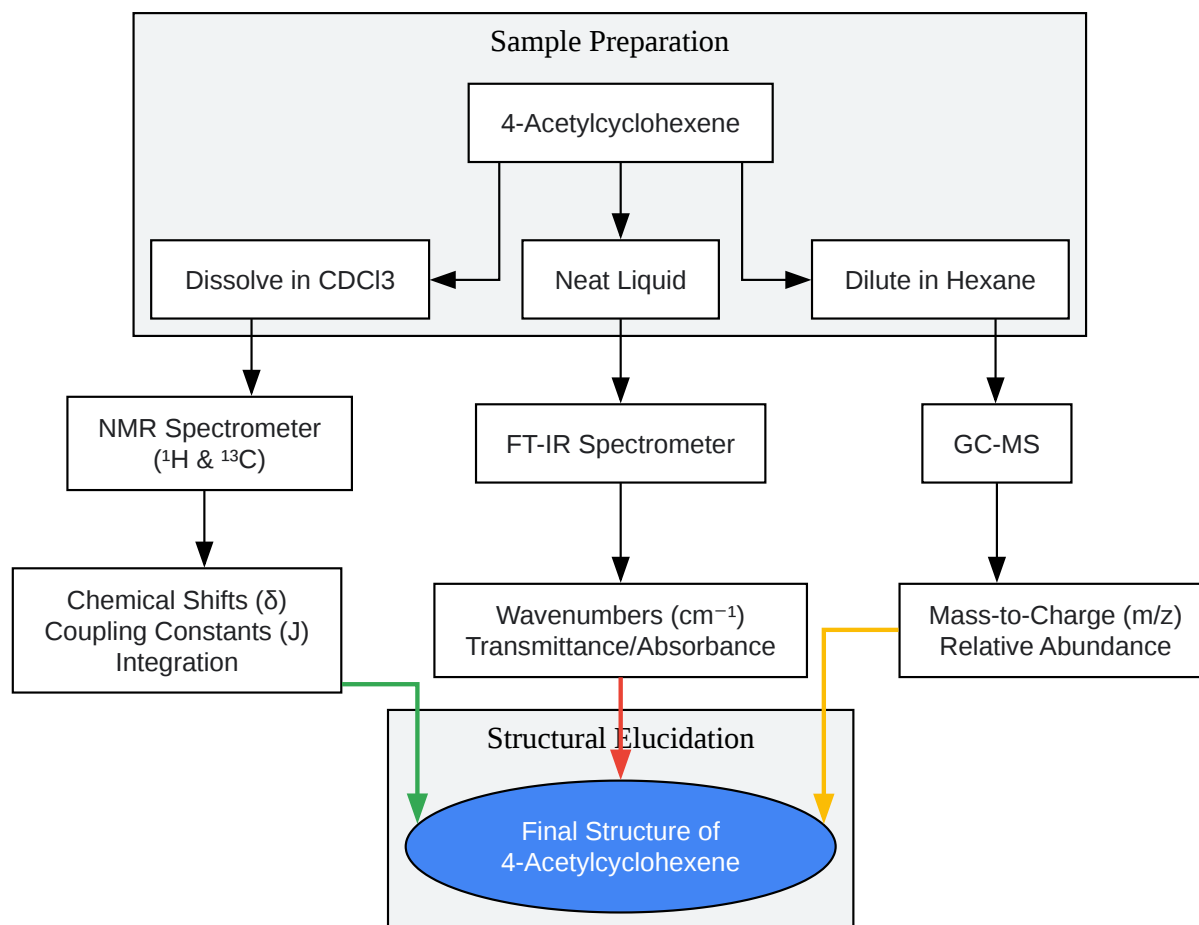 Sample Preparation
4-Acetylcyclohexene
Dissolve in CDCl3
Neat Liquid
Dilute in Hexane
NMR Spectrometer
(¹H & ¹³C)
FT-IR Spectrometer
GC-MS
Chemical Shifts (δ)
Coupling Constants (J)
Integration
Wavenumbers (cm⁻¹)
Transmittance/Absorbance
Mass-to-Charge (m/z)
Relative Abundance
Structural Elucidation
Final Structure of
4-Acetylcyclohexene